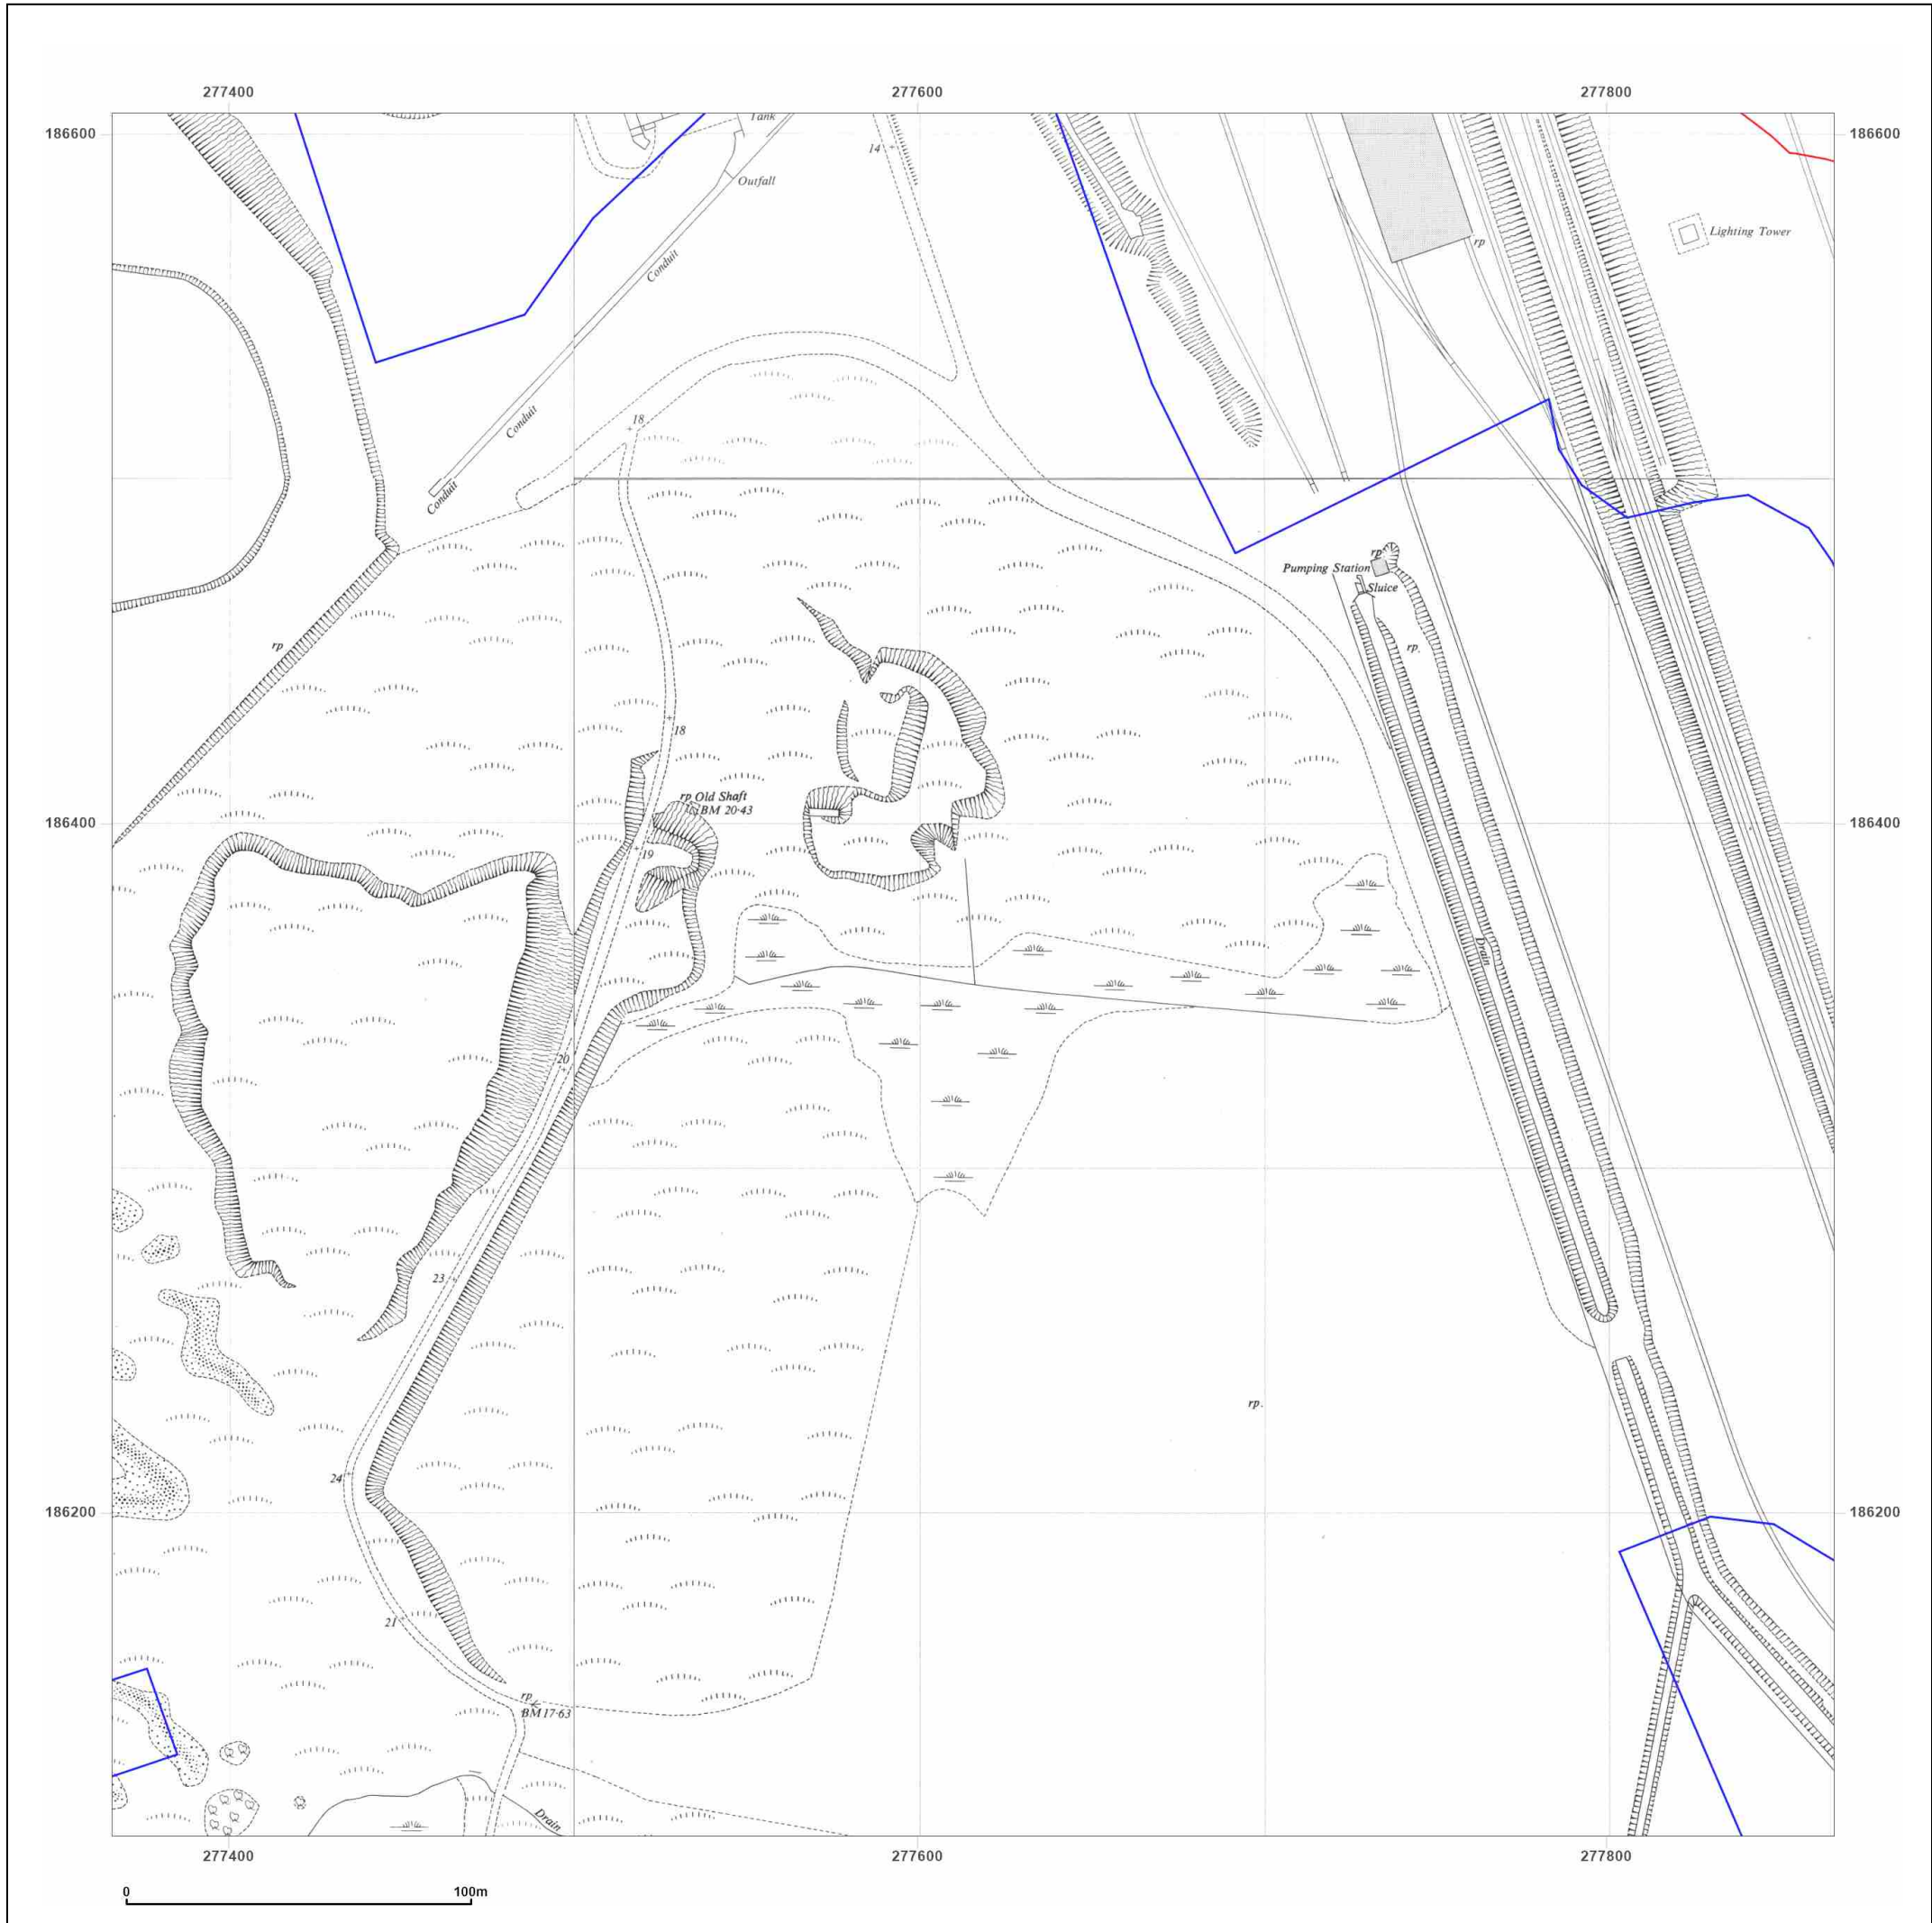 277400
277600
277800
186600
186600
Tank
14
Outfall
Lighting Tower
rp
Conduit
18
Conduit
Conduit
rp
Pumping Station
Sluice
rp
rp.
18
rp Old Shaft
BM 20·43
186400
186400
19
Drain
20
23
rp.
24
186200
186200
21
rp
BM 17·63
Drain
277400
277600
277800
0
100m